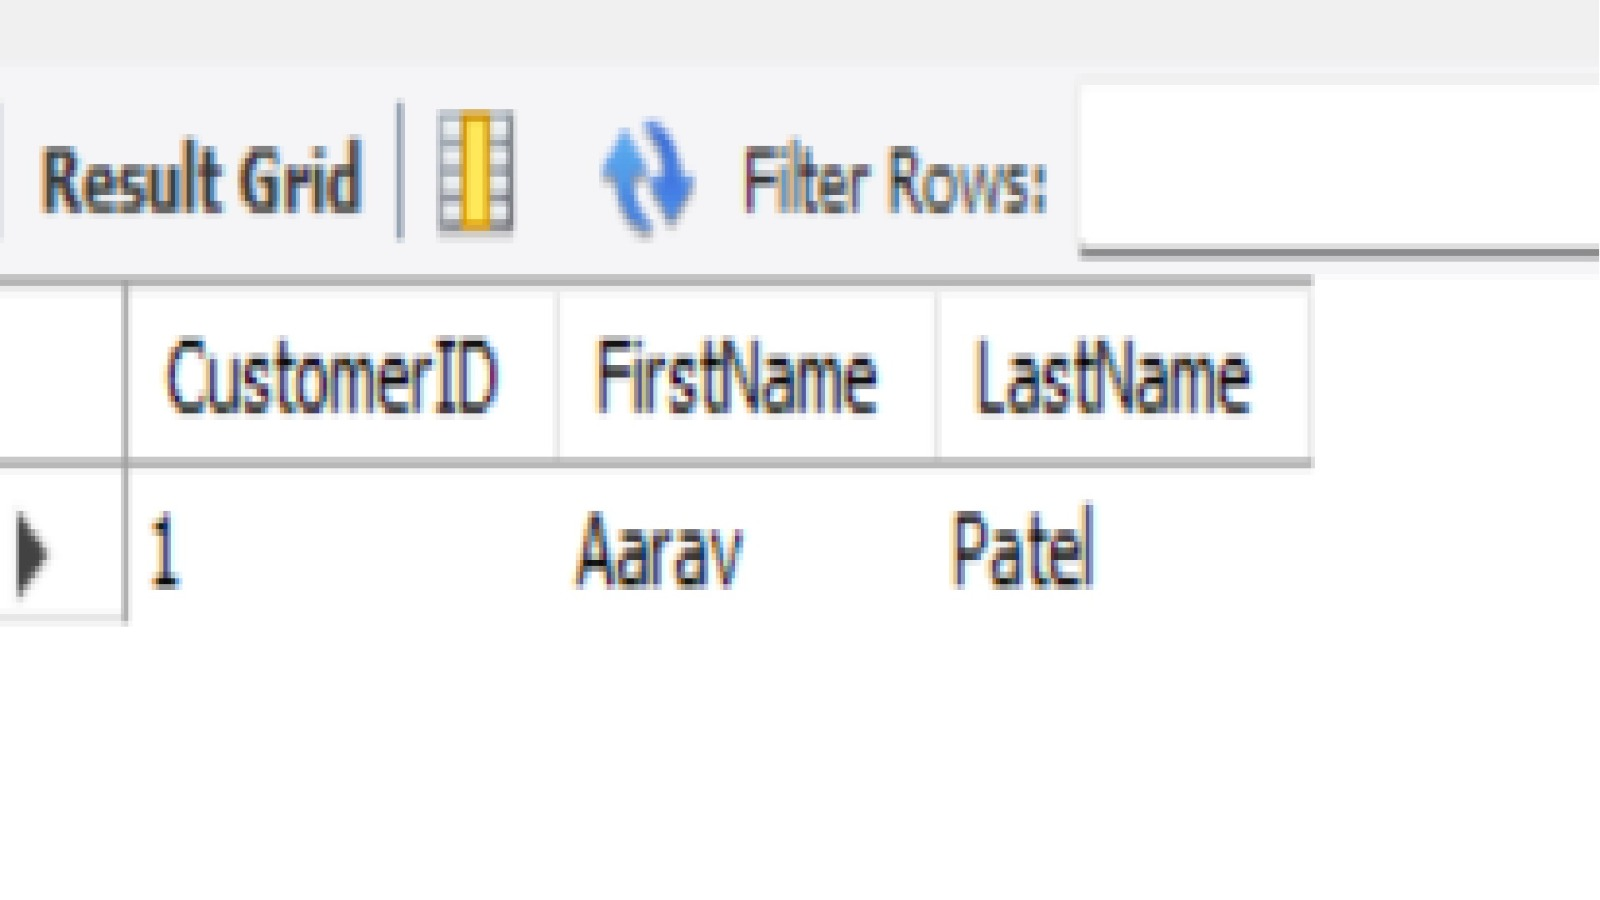 Result Grid Filter Rows:
CustomerID FirstName LastName
1 Aarav Patel